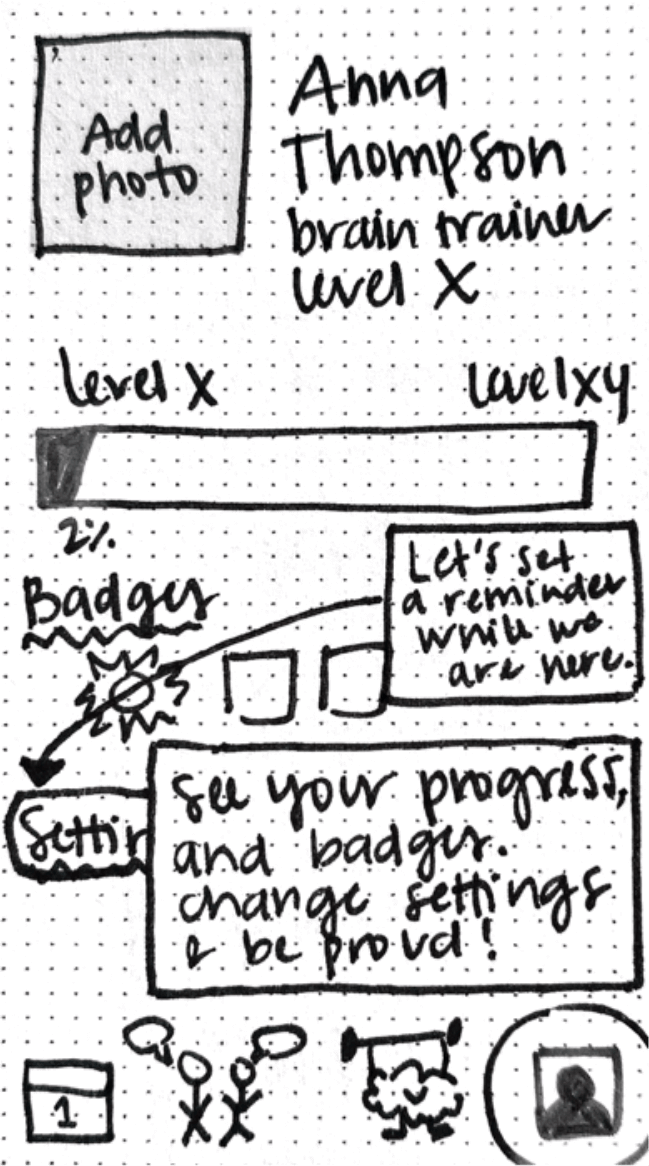 Add
photo
Anna
Thompson
brain trainer
level X
level X
level XY
2%
Badges
Let's set
a reminder
while we
are here.
Settin
See your progress,
and badges.
change settings
& be proud!
1